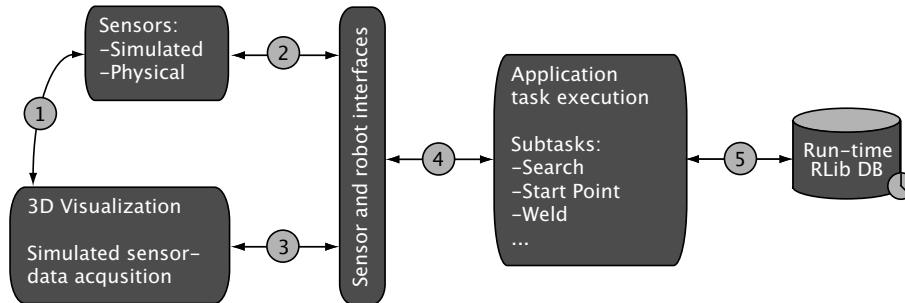 Sensors:
–Simulated
–Physical
1
2
3D Visualization
Simulated sensor-
data acqusition
3
Sensor and robot interfaces
4
Application
task execution
Subtasks:
–Search
–Start Point
–Weld
...
5
Run-time
RLib DB